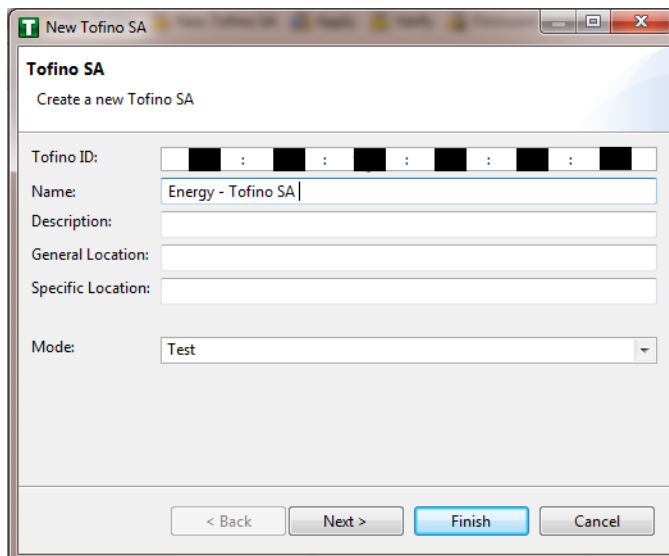 New Tofino SA
Tofino SA
Create a new Tofino SA
Tofino ID: : : : : :
Name: Energy - Tofino SA
Description:
General Location:
Specific Location:
Mode: Test
< Back Next > Finish Cancel